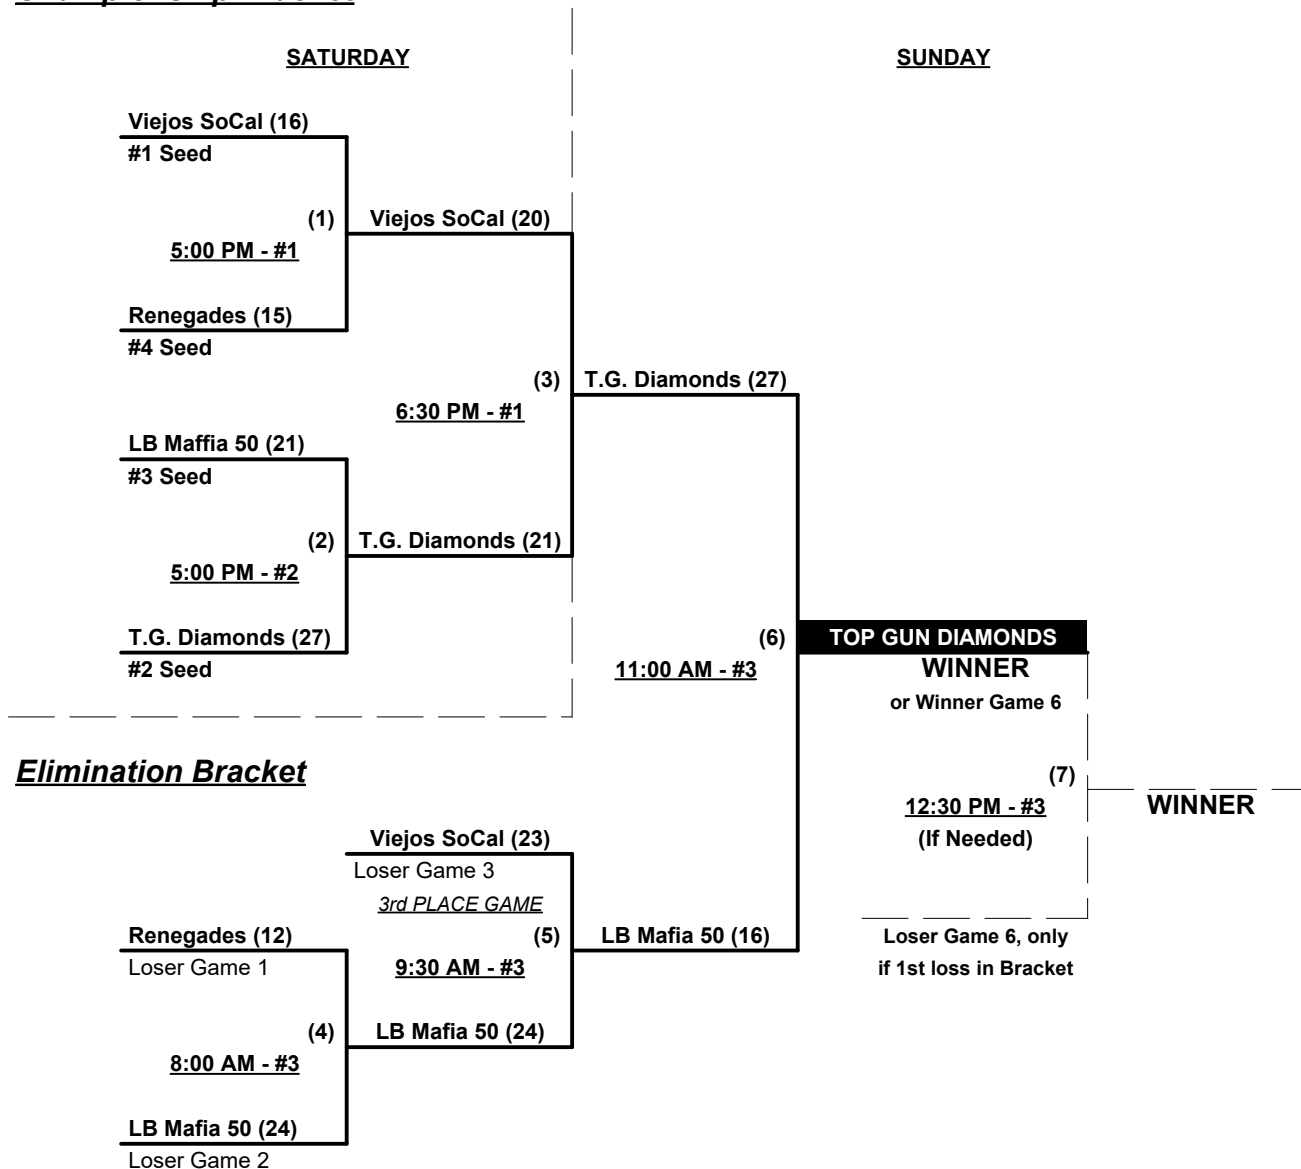 SATURDAY
SUNDAY
Viejos SoCal (16)
#1 Seed
(1)
Viejos SoCal (20)
5:00 PM - #1
Renegades (15)
#4 Seed
(3)
T.G. Diamonds (27)
6:30 PM - #1
LB Maffia 50 (21)
#3 Seed
(2)
T.G. Diamonds (21)
5:00 PM - #2
T.G. Diamonds (27)
#2 Seed
(6)
TOP GUN DIAMONDS
11:00 AM - #3
WINNER
or Winner Game 6
Elimination Bracket
(7)
12:30 PM - #3
WINNER
(If Needed)
Viejos SoCal (23)
Loser Game 3
3rd PLACE GAME
Renegades (12)
(5)
LB Mafia 50 (16)
Loser Game 6, only
Loser Game 1
9:30 AM - #3
if 1st loss in Bracket
(4)
LB Mafia 50 (24)
8:00 AM - #3
LB Mafia 50 (24)
Loser Game 2